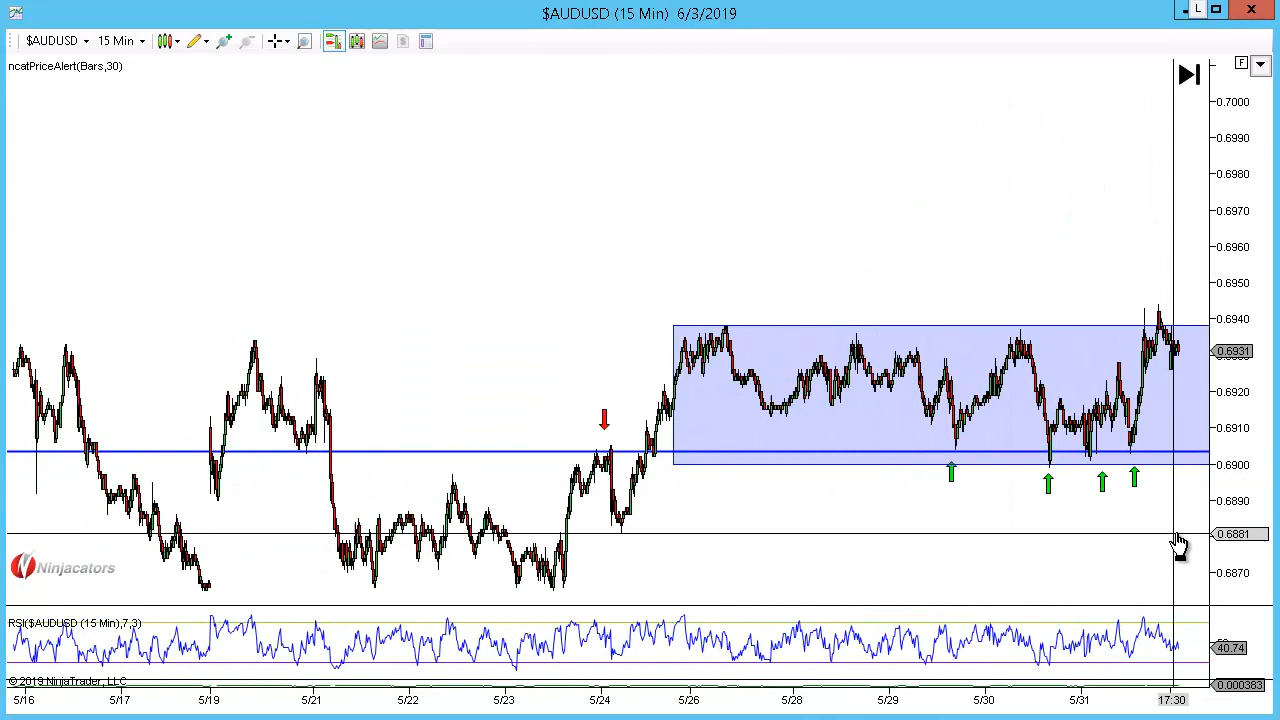 $AUDUSD (15 Min) 6/3/2019
L
$AUDUSD 15 Min
$
ncatPriceAlert(Bars,30)
F
0.7000
0.6990
0.6980
0.6970
0.6960
0.6950
0.6940
0.6931
0.6920
0.6910
0.6900
0.6890
0.6881
0.6870
Ninjacators
RSI($AUDUSD (15 Min),7,3)
40.74
© 2019 NinjaTrader, LLC
0.000383
5/16 5/17 5/19 5/21 5/22 5/23 5/24 5/26 5/28 5/29 5/30 5/31 17:30